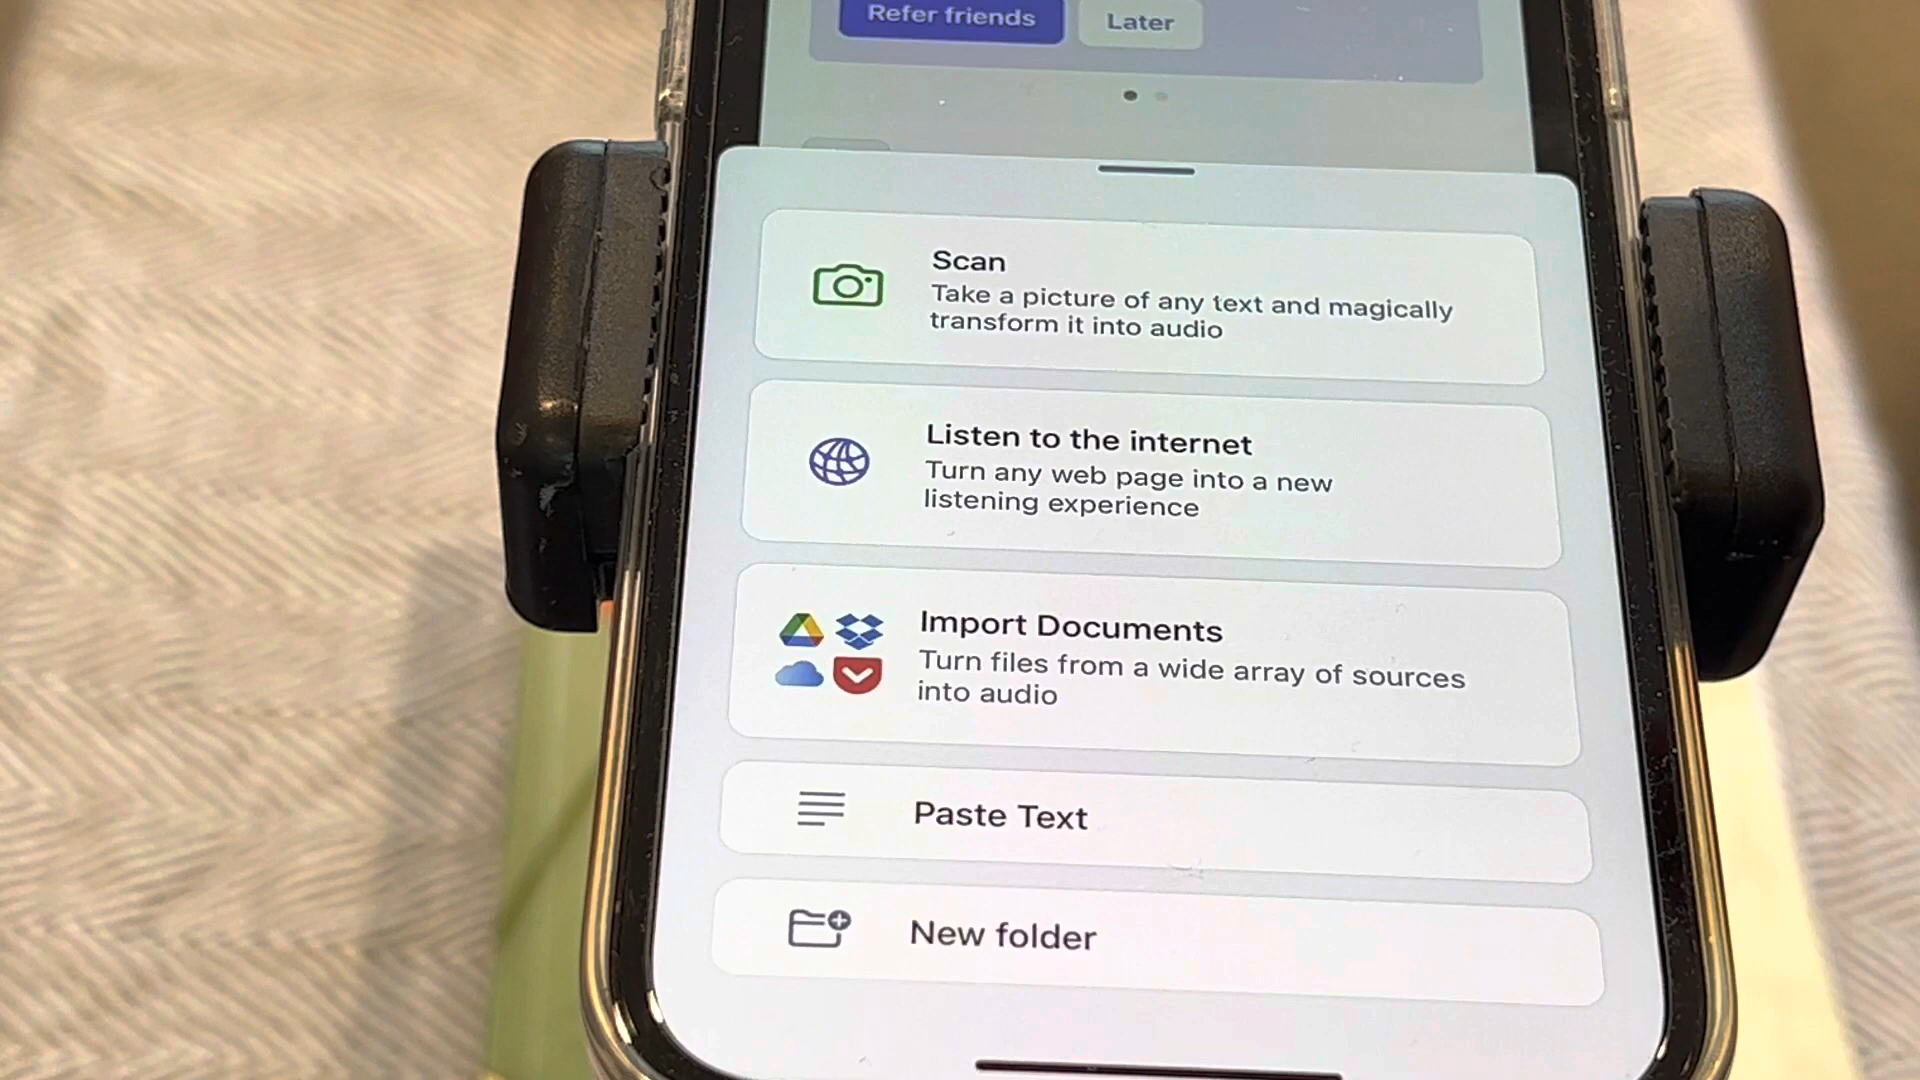 Refer friends
Later
Scan
Take a picture of any text and magically
transform it into audio
Listen to the internet
Turn any web page into a new
listening experience
Import Documents
Turn files from a wide array of sources
into audio
Paste Text
New folder